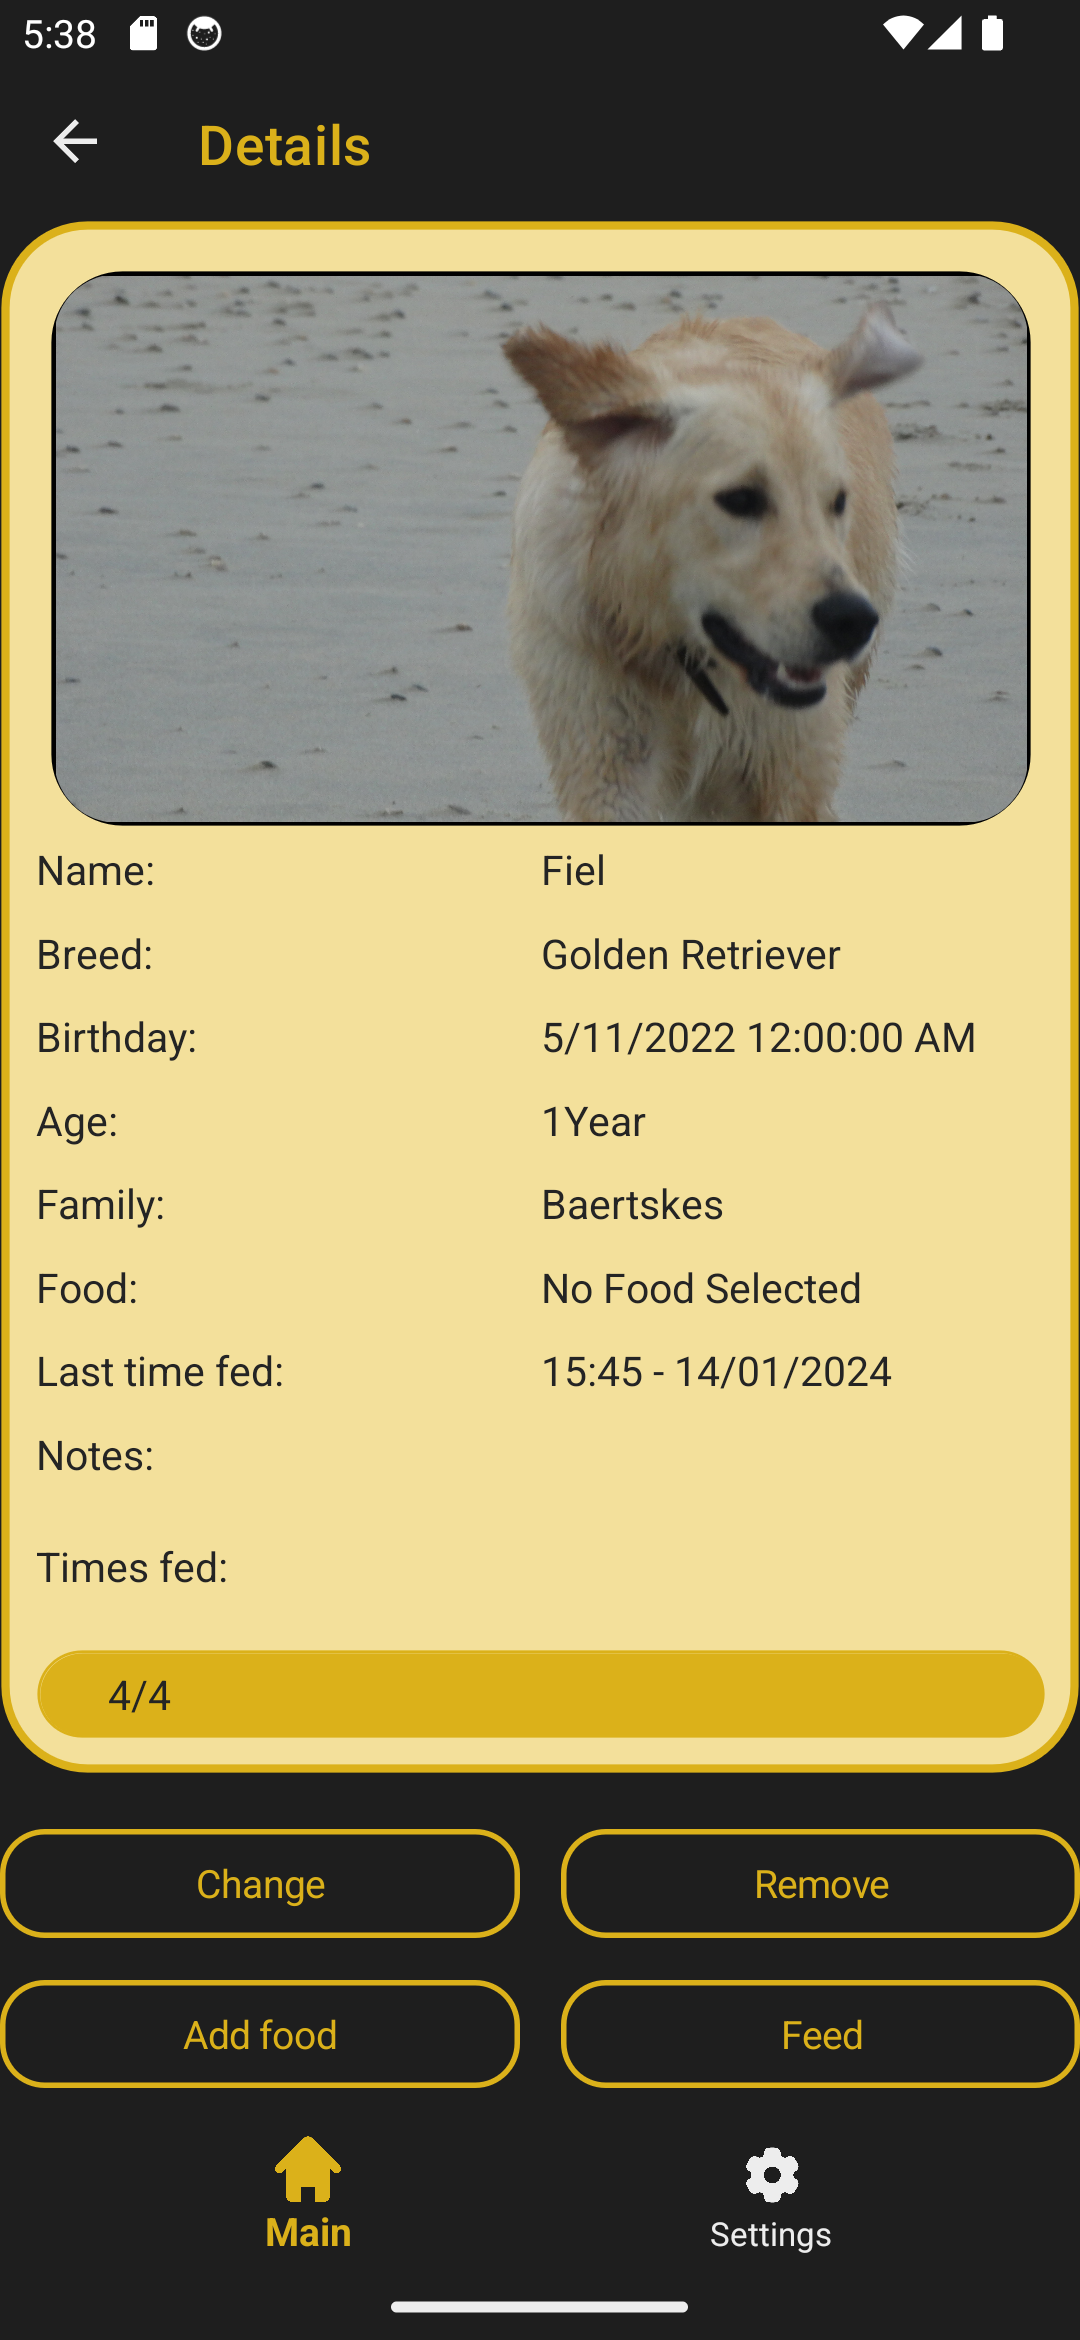 5:38
Details
Name: Fiel
Breed: Golden Retriever
Birthday: 5/11/2022 12:00:00 AM
Age: 1Year
Family: Baertskes
Food: No Food Selected
Last time fed: 15:45 - 14/01/2024
Notes:
Times fed:
4/4
Change Remove
Add food Feed
Main Settings